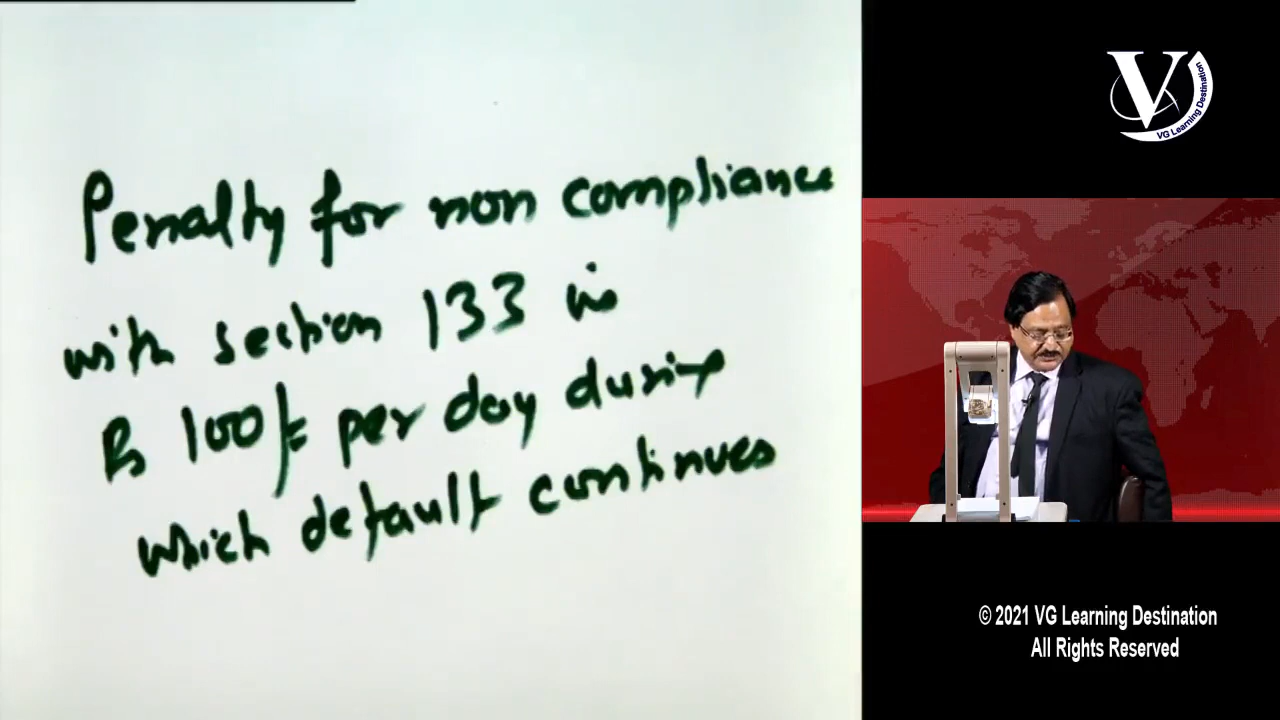 Penalty for non compliance
with section 133 is
Rs 100/= per day during
which default continues
V
VG Learning Destination
© 2021 VG Learning Destination
All Rights Reserved